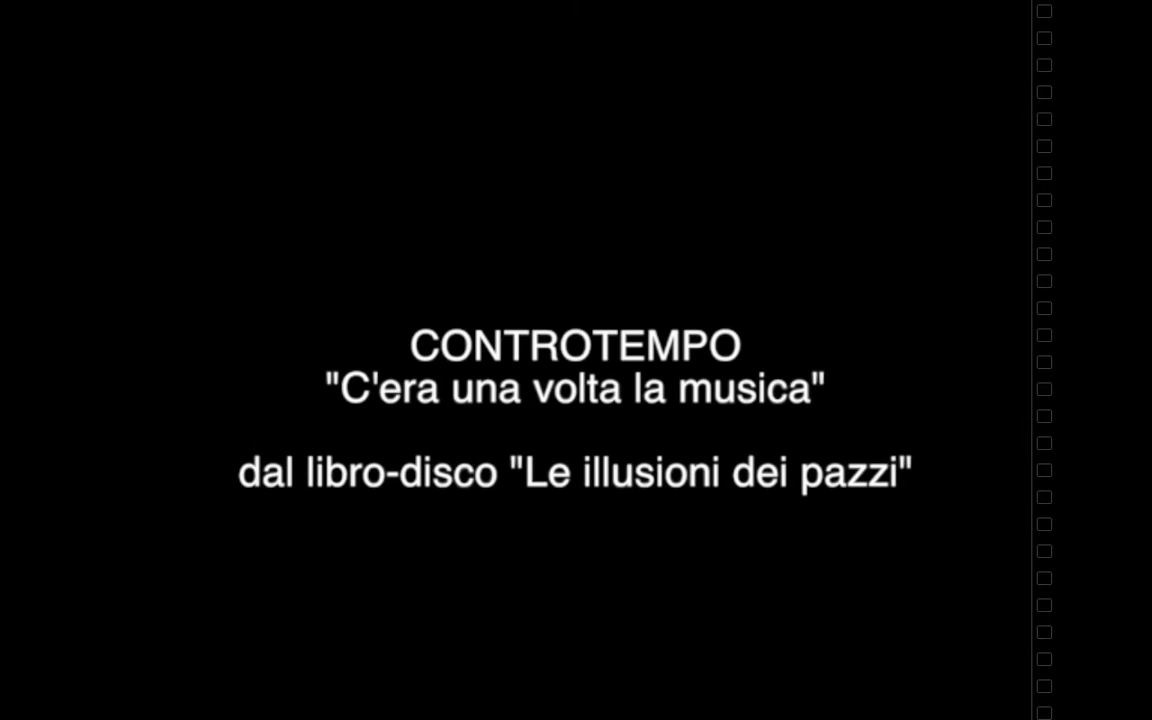 CONTROTEMPO
"C'era una volta la musica"
dal libro-disco "Le illusioni dei pazzi"